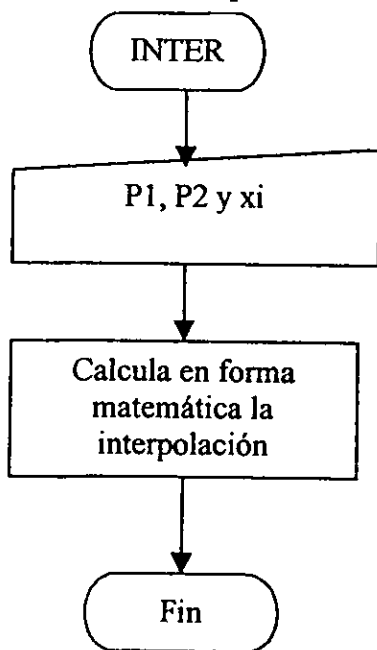 INTER
P1, P2 y xi
Calcula en forma
matemática la
interpolación
Fin